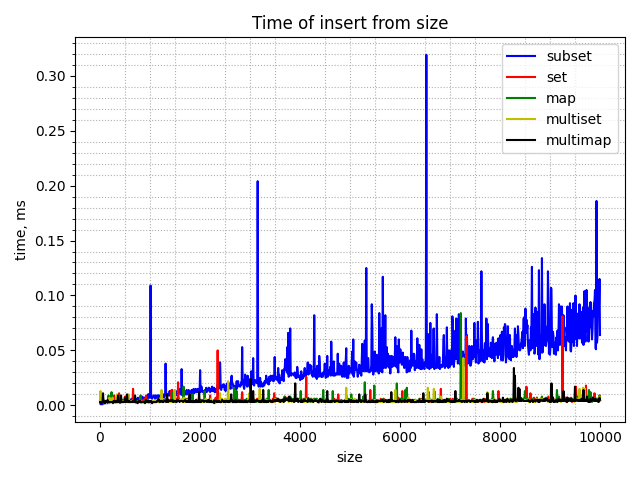 Time of insert from size
subset
set
map
multiset
multimap
0.30
0.25
0.20
0.15
0.10
0.05
0.00
time, ms
0 2000 4000 6000 8000 10000
size